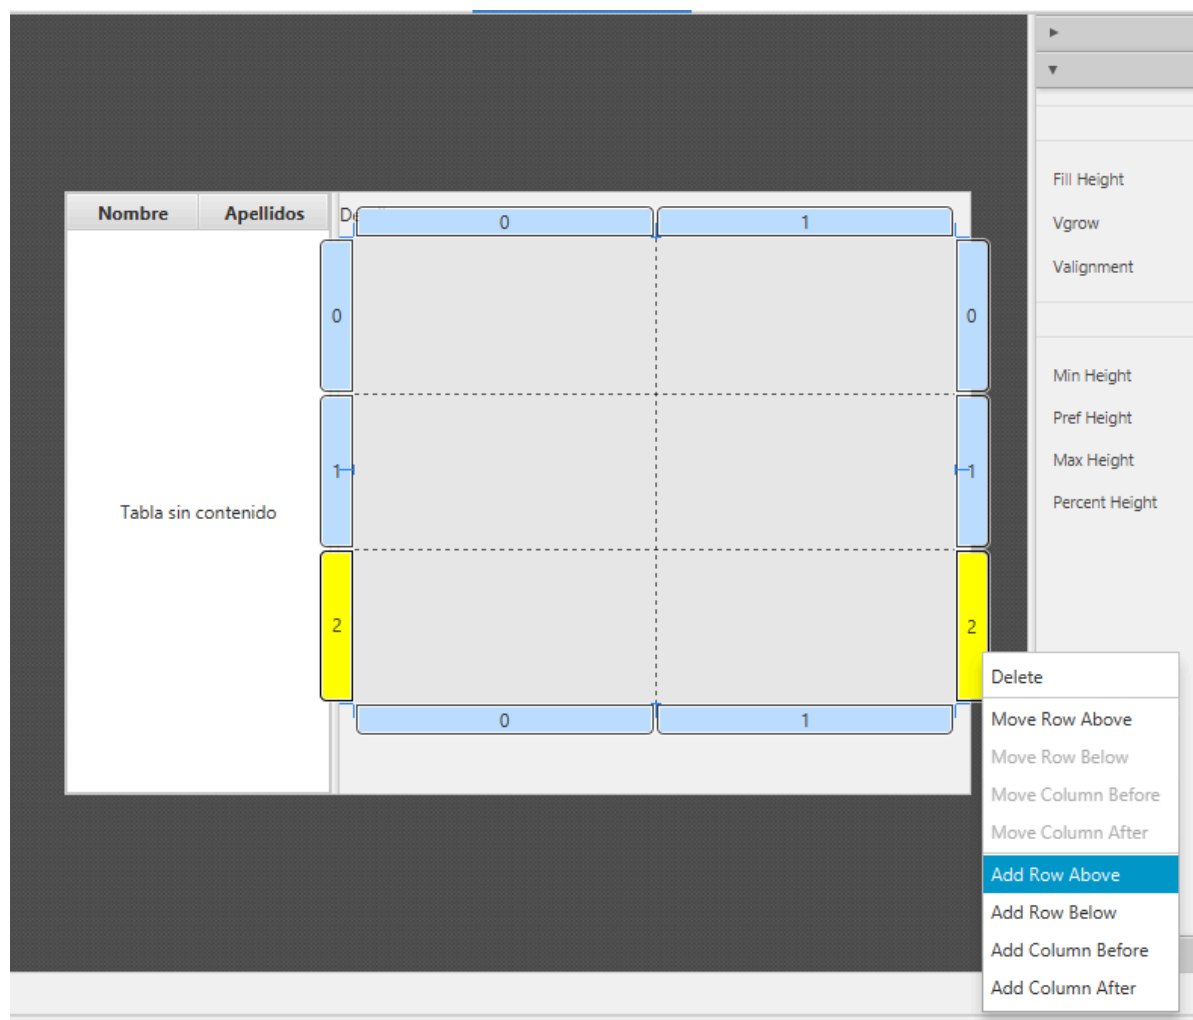 Nombre Apellidos
0 1
0 0
1 1
Tabla sin contenido
2 2
0 1
Fill Height
Vgrow
Valignment
Min Height
Pref Height
Max Height
Percent Height
Delete
Move Row Above
Move Row Below
Move Column Before
Move Column After
Add Row Above
Add Row Below
Add Column Before
Add Column After